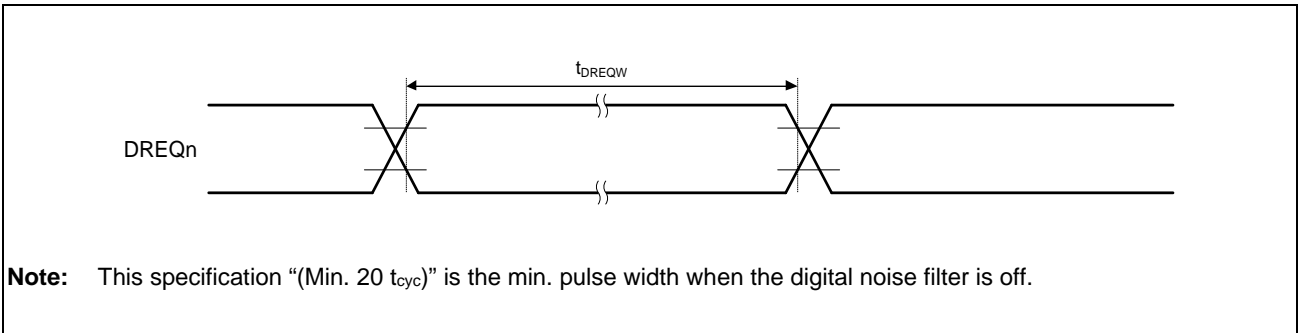 tDREQW
DREQn
Note: This specification “(Min. 20 tcyc)” is the min. pulse width when the digital noise filter is off.